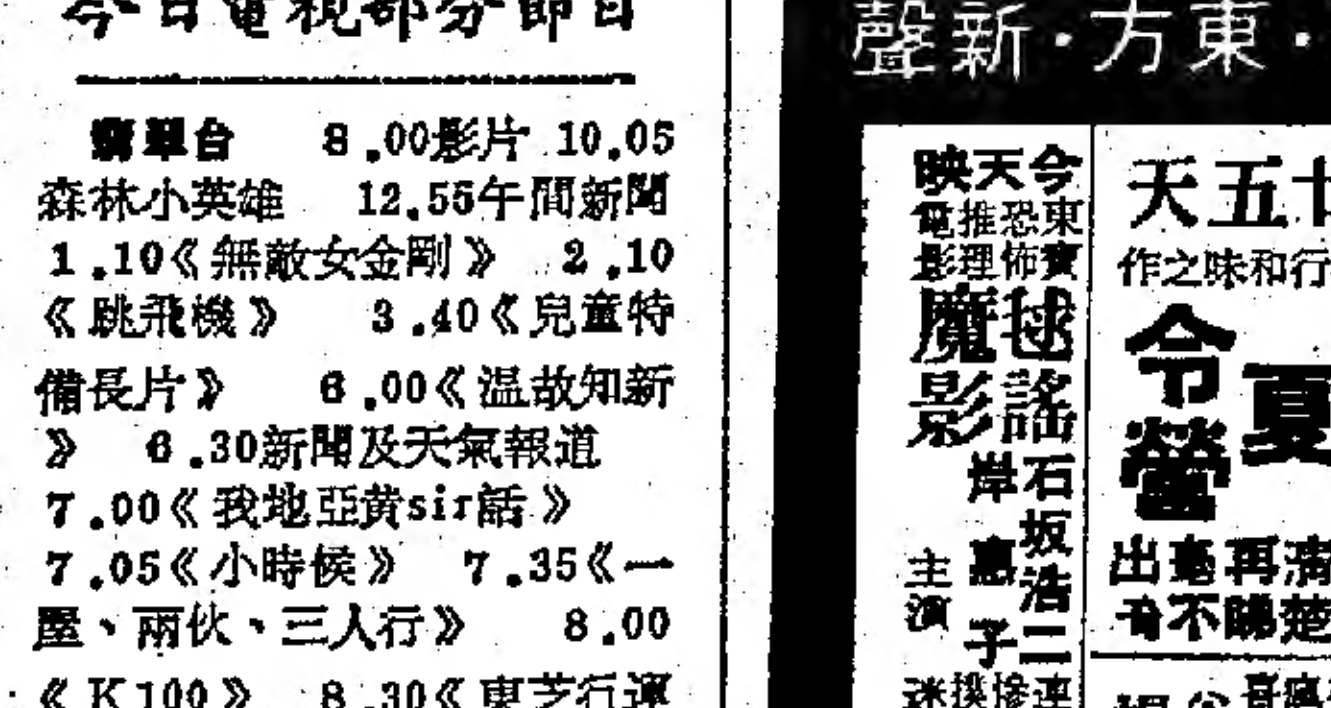 今日電視部分節目
翡翠台 8.00影片 10.05
森林小英雄 12.55午間新聞
1.10《無敵女金剛》 2.10
《跳飛機》 3.40《兒童特
備長片》 6.00《温故知新
》 6.30新聞及天氣報道
7.00《我地亞黄sir話》
7.05《小時候》 7.35《一
屋、兩伙、三人行》 8.00
《K100》 8.30《東芝行運
聲新·方東·
今天映
東寶恐怖推理電影
毬謠魔影
石坂浩二
岸惠子
主演
天五廿
作之味和行
夏令營
清楚
再睇
毫不
出奇